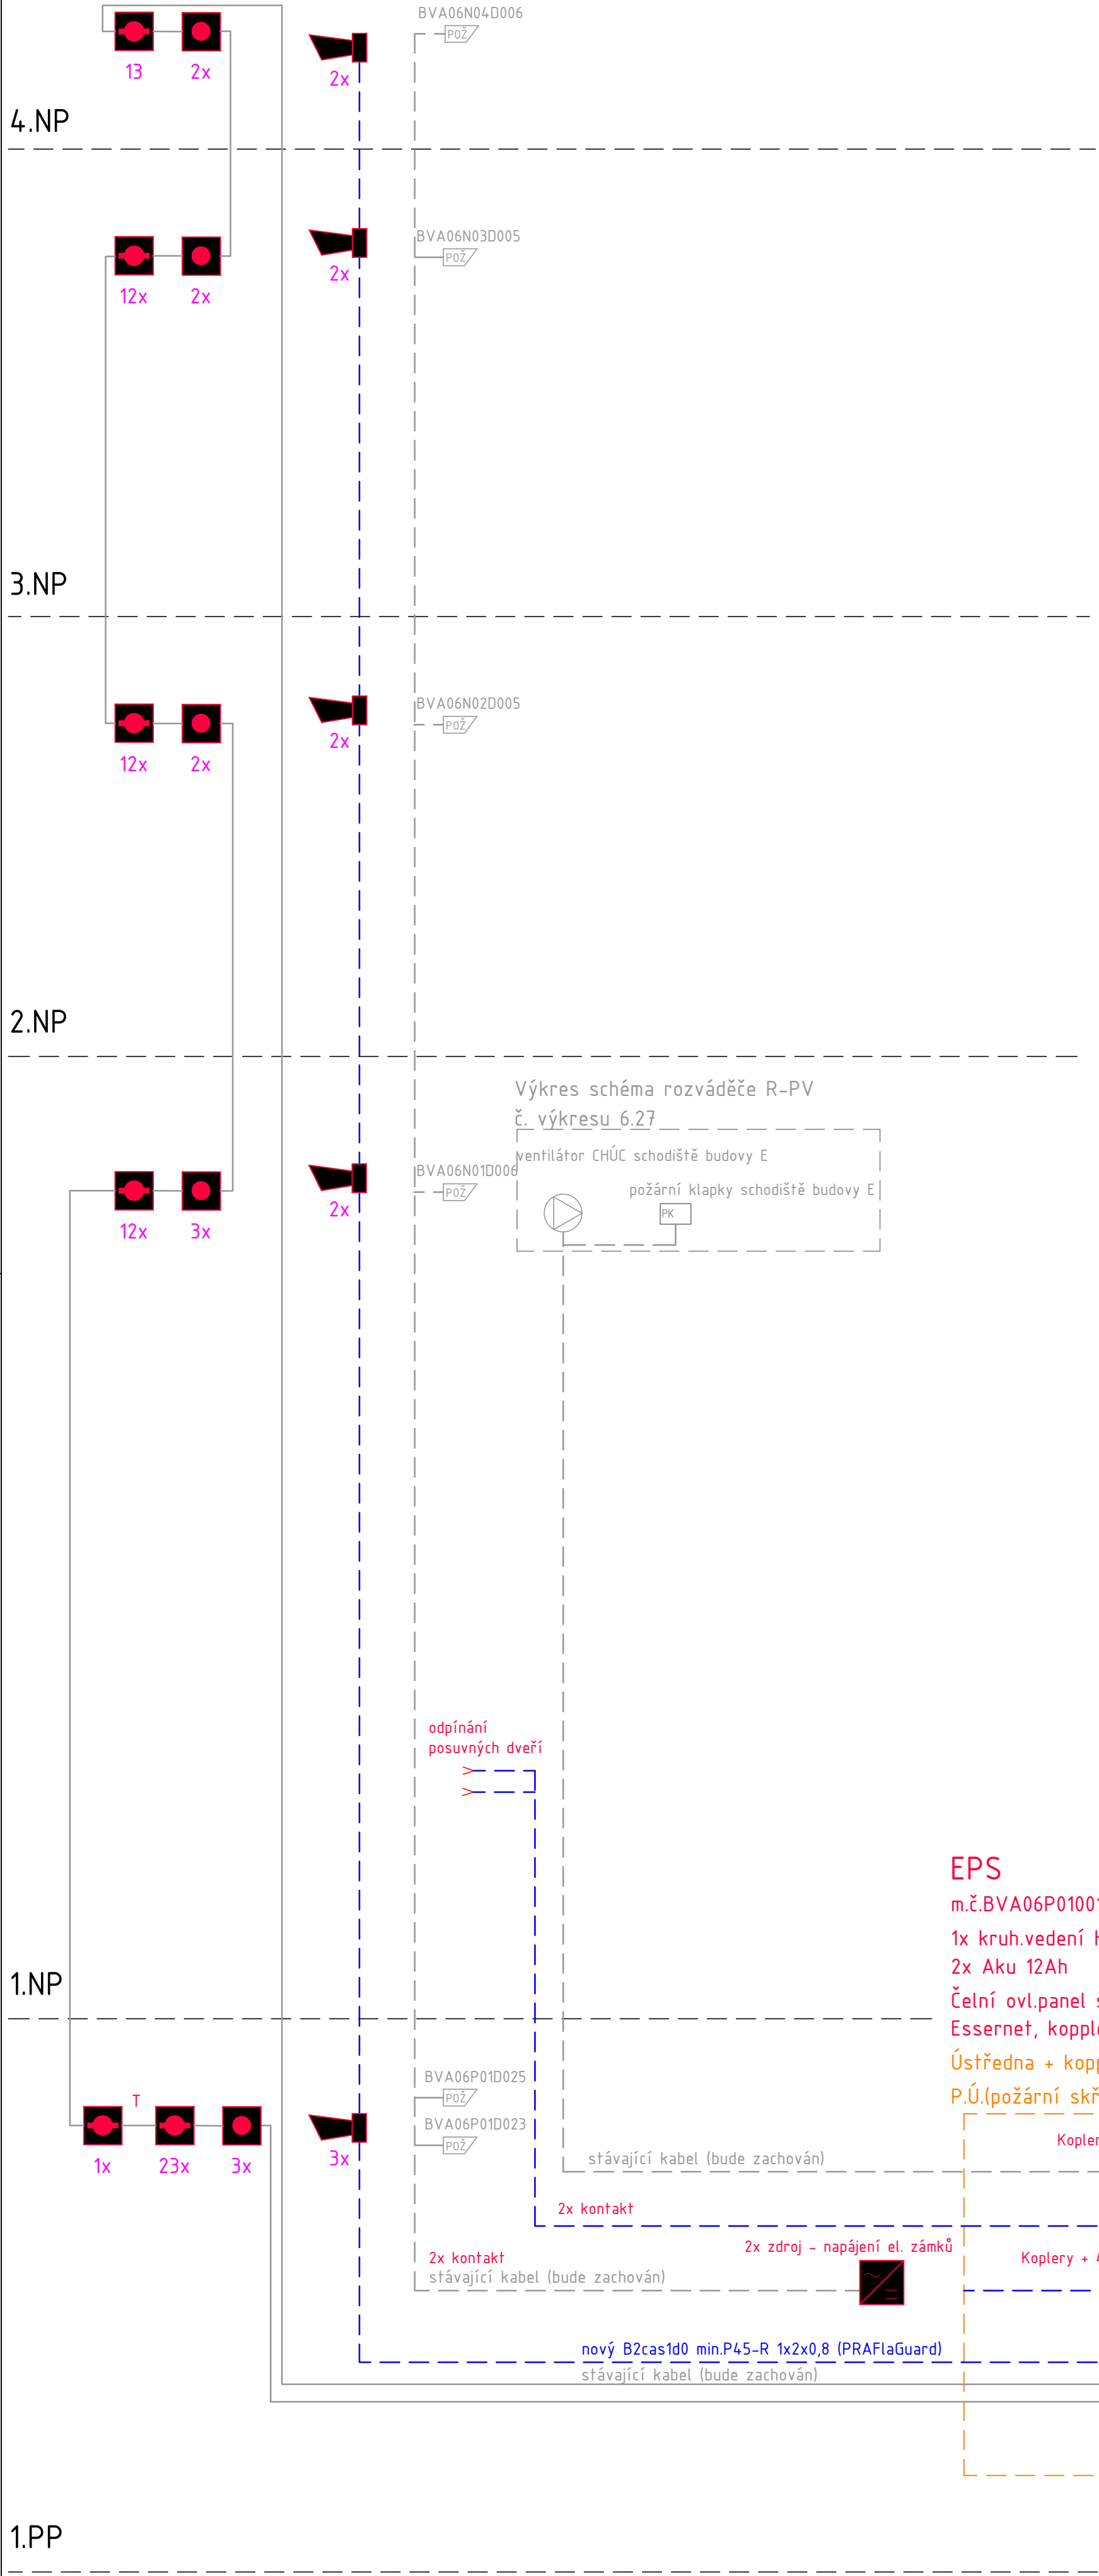 BVA06N04D006
POŽ
13 2x 2x
4.NP
BVA06N03D005
POŽ
12x 2x 2x
3.NP
BVA06N02D005
POŽ
12x 2x 2x
2.NP
Výkres schéma rozváděče R-PV
č. výkresu 6.27
ventilátor CHÚC schodiště budovy E
BVA06N01D006
POŽ
požární klapky schodiště budovy E
PK
12x 3x 2x
odpínání
posuvných dveří
EPS
m.č.BVA06P01001
1x kruh.vedení
2x Aku 12Ah
Čelní ovl.panel
Essernet,
1.NP
Ústředna +
P.Ú.(požární
BVA06P01D025
POŽ
T
BVA06P01D023
POŽ
1x 23x 3x 3x
stávající kabel (bude zachován)
2x kontakt
2x zdroj - napájení el. zámků
2x kontakt
Koplery +
stávající kabel (bude zachován)
nový B2cas1d0 min.P45-R 1x2x0,8 (PRAFlaGuard)
stávající kabel (bude zachován)
1.PP